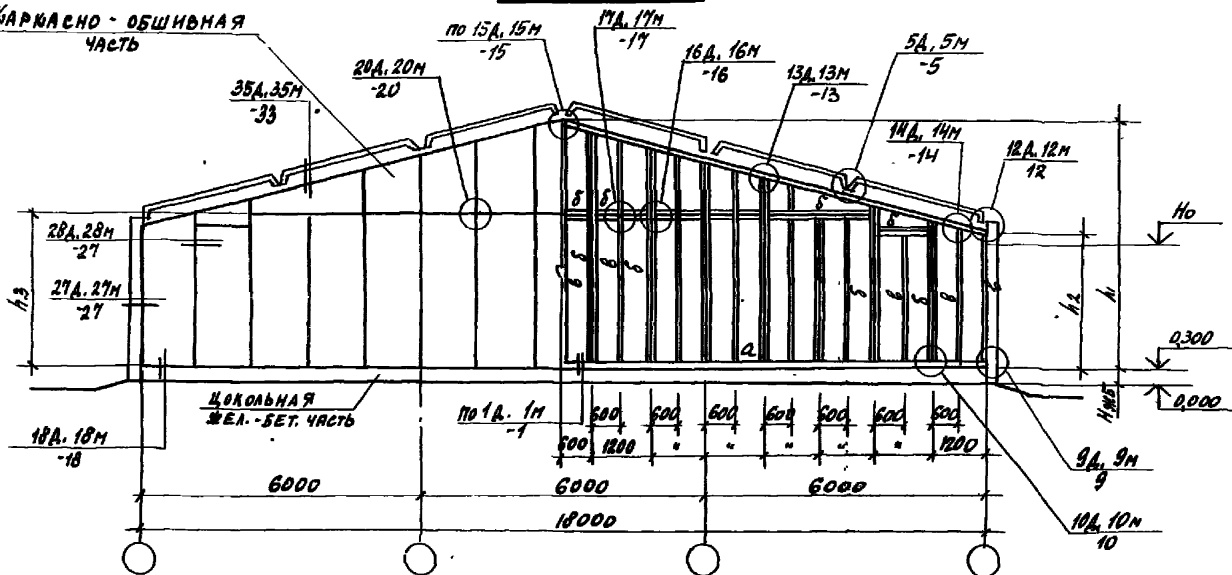 КАРКАСНО - ОБШИВНАЯ
ЧАСТЬ
по 15Д, 15м
-15
17Д, 17м
-17
16Д, 16м
-16
5Д, 5м
-5
20Д, 20м
-20
13Д, 13м
-13
35Д, 35м
-33
14Д, 14м
-14
12Д, 12м
12
28Д, 28м
-27
27Д, 27м
-27
h3
б
б
б
б
б
в
б
в
б
б
в
б
в
а
h2
h1
Но
0,300
0,000
ЦОКОЛЬНАЯ
ЖЕЛ.-БЕТ. ЧАСТЬ
18Д, 18м
-18
по 1Д, 1м
-1
600 600 600 600 600 600 600
600 1200 " " " " " 1200
9Д, 9м
9
6000 6000 6000
18000
10Д, 10м
10